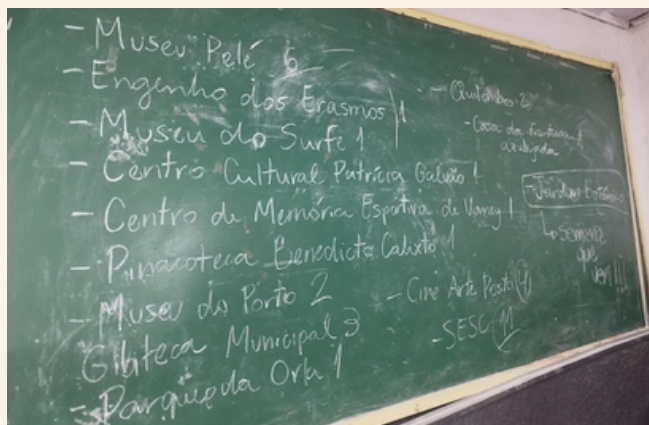 - Museu Pelé 6
- Engenho dos Erasmos 1
- Museu do Surfe 1
- Centro Cultural Patrícia Galvão 1
- Centro de Memória Esportiva de Vaney 1
- Pinacoteca Benedicto Calixto 1
- Museu do Porto 2
Gibiteca Municipal 3
- Parque da Orla 1
- Quilombos 2
- Casa da frontaria 1
azulejada
- Jardim Botânico
↳ semana
que
vem!!!
- Cine Arte Posto 4
- SESC 11